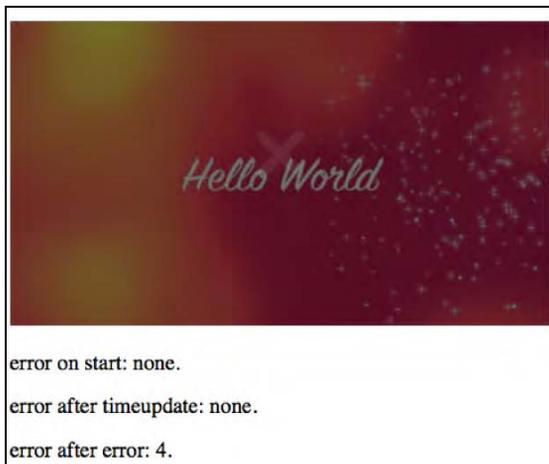 Hello World
error on start: none.
error after timeupdate: none.
error after error: 4.